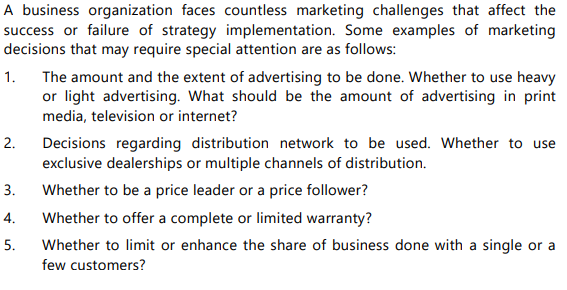 A business organization faces countless marketing challenges that affect the
success or failure of strategy implementation. Some examples of marketing
decisions that may require special attention are as follows:
1. The amount and the extent of advertising to be done. Whether to use heavy
or light advertising. What should be the amount of advertising in print
media, television or internet?
2. Decisions regarding distribution network to be used. Whether to use
exclusive dealerships or multiple channels of distribution.
3. Whether to be a price leader or a price follower?
4. Whether to offer a complete or limited warranty?
5. Whether to limit or enhance the share of business done with a single or a
few customers?